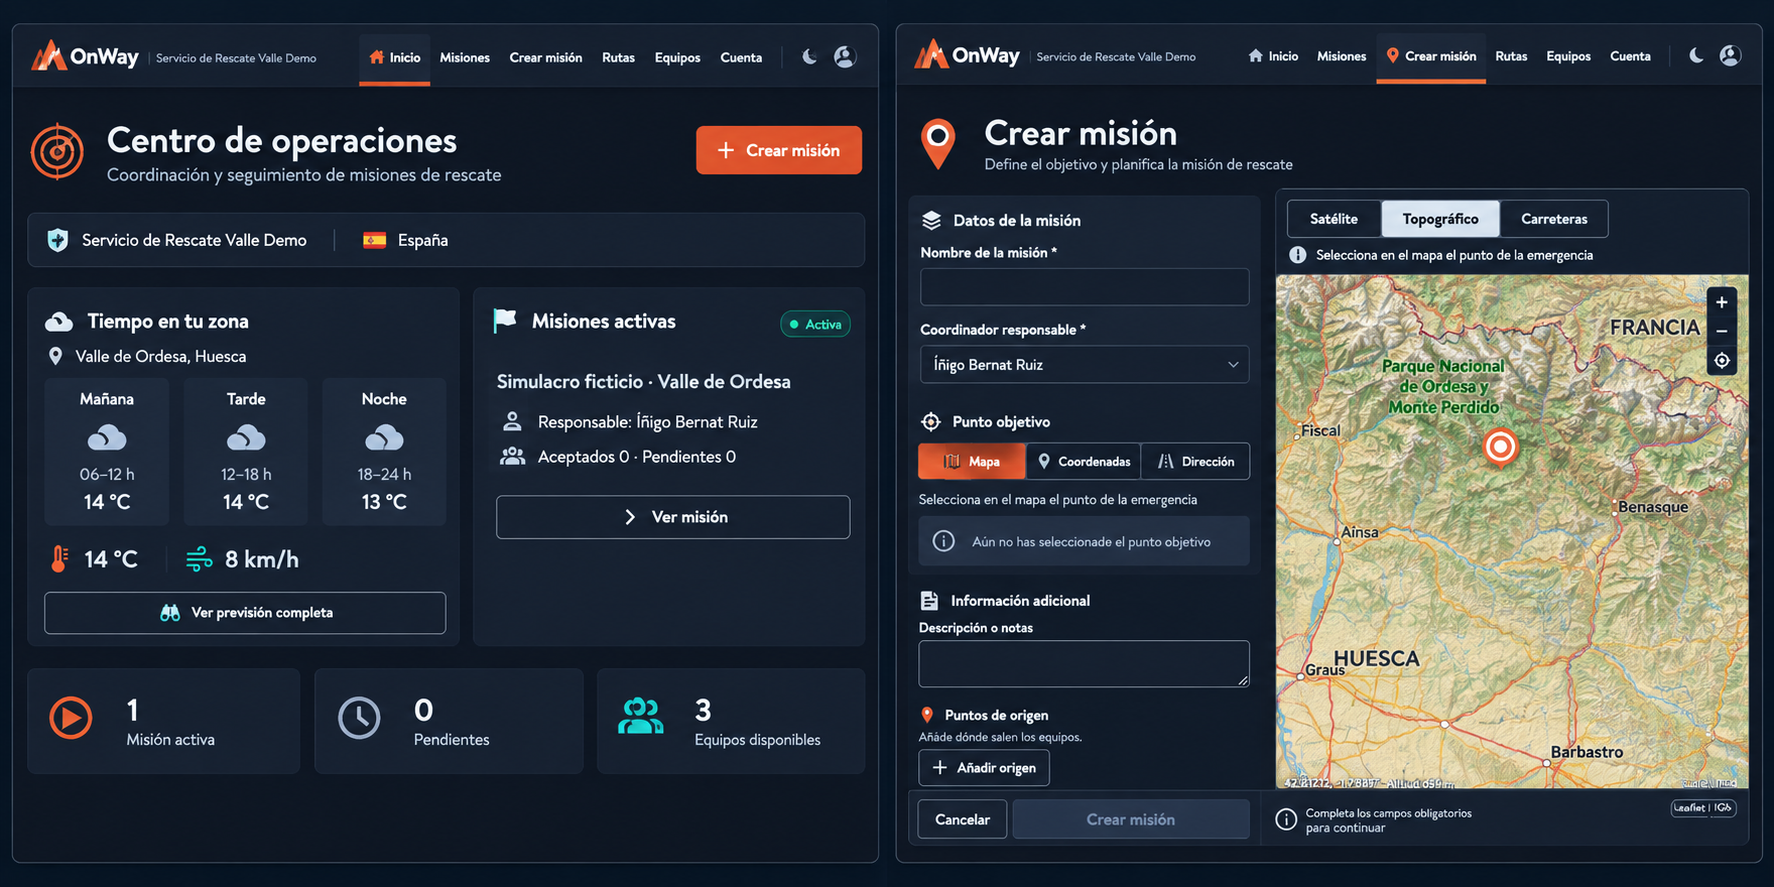 OnWay
Servicio de Rescate Valle Demo
Inicio
Misiones
Crear misión
Rutas
Equipos
Cuenta
Centro de operaciones
Coordinación y seguimiento de misiones de rescate
+ Crear misión
Servicio de Rescate Valle Demo
España
Tiempo en tu zona
Valle de Ordesa, Huesca
Mañana
06–12 h
14 °C
Tarde
12–18 h
14 °C
Noche
18–24 h
13 °C
14 °C
8 km/h
Ver previsión completa
Misiones activas
Activa
Simulacro ficticio · Valle de Ordesa
Responsable: Íñigo Bernat Ruiz
Aceptados 0 · Pendientes 0
Ver misión
1
Misión activa
0
Pendientes
3
Equipos disponibles
OnWay
Servicio de Rescate Valle Demo
Inicio
Misiones
Crear misión
Rutas
Equipos
Cuenta
Crear misión
Define el objetivo y planifica la misión de rescate
Datos de la misión
Nombre de la misión *
Coordinador responsable *
Íñigo Bernat Ruiz
Punto objetivo
Mapa
Coordenadas
Dirección
Selecciona en el mapa el punto de la emergencia
Aún no has seleccionade el punto objetivo
Información adicional
Descripción o notas
Puntos de origen
Añáde dónde salen los equipos.
+ Añadir origen
Cancelar
Crear misión
Satélite
Topográfico
Carreteras
Selecciona en el mapa el punto de la emergencia
+
−
FRANCIA
Parque Nacional
de Ordesa y
Monte Perdido
Fiscal
Benasque
Aínsa
HUESCA
Graus
Barbastro
Completa los campos obligatorios
para continuar
Leaflet |